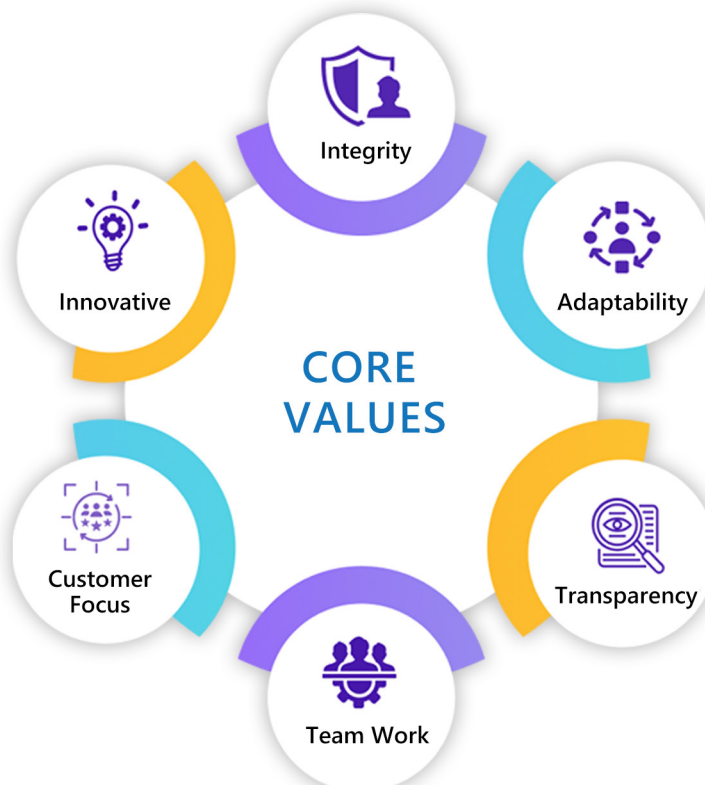 Integrity
Innovative
Adaptability
CORE
VALUES
Customer
Focus
Transparency
Team Work